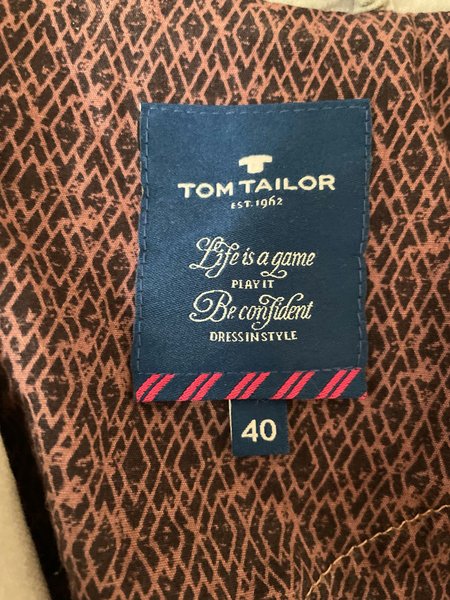 TOM TAILOR
EST. 1962
Life is a game
PLAY IT
Be confident
DRESS IN STYLE
40